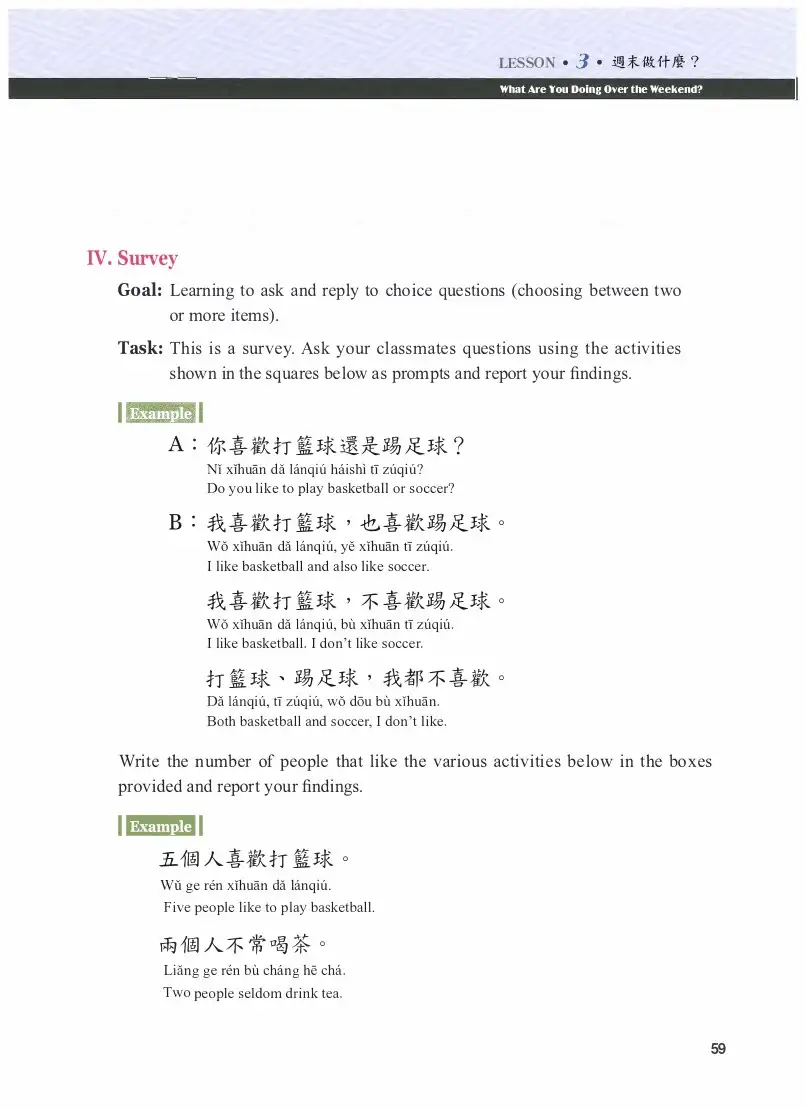 LESSON • 3 • 週末做什麼？
What Are You Doing Over the Weekend?
IV. Survey
Goal: Learning to ask and reply to choice questions (choosing between two
or more items).
Task: This is a survey. Ask your classmates questions using the activities
shown in the squares below as prompts and report your findings.
Example
A：你喜歡打籃球還是踢足球？
Nǐ xǐhuān dǎ lánqiú háishì tī zúqiú?
Do you like to play basketball or soccer?
B：我喜歡打籃球，也喜歡踢足球。
Wǒ xǐhuān dǎ lánqiú, yě xǐhuān tī zúqiú.
I like basketball and also like soccer.
我喜歡打籃球，不喜歡踢足球。
Wǒ xǐhuān dǎ lánqiú, bù xǐhuān tī zúqiú.
I like basketball. I don't like soccer.
打籃球、踢足球，我都不喜歡。
Dǎ lánqiú, tī zúqiú, wǒ dōu bù xǐhuān.
Both basketball and soccer, I don't like.
Write the number of people that like the various activities below in the boxes
provided and report your findings.
Example
五個人喜歡打籃球。
Wǔ ge rén xǐhuān dǎ lánqiú.
Five people like to play basketball.
兩個人不常喝茶。
Liǎng ge rén bù cháng hē chá.
Two people seldom drink tea.
59